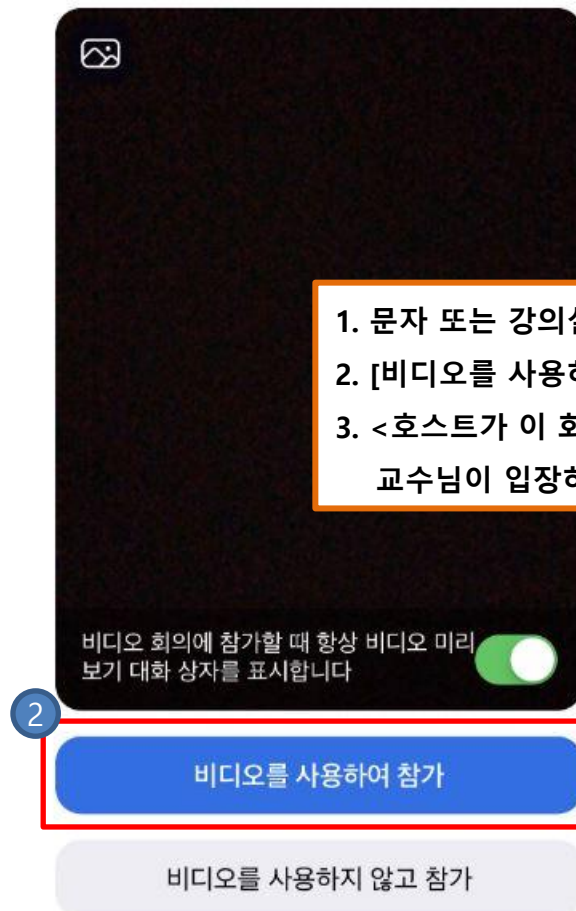 1. 문자 또는 강의
2. [비디오를 사용
3. <호스트가 이 회
교수님이 입장
비디오 회의에 참가할 때 항상 비디오 미리
보기 대화 상자를 표시합니다
2
비디오를 사용하여 참가
비디오를 사용하지 않고 참가